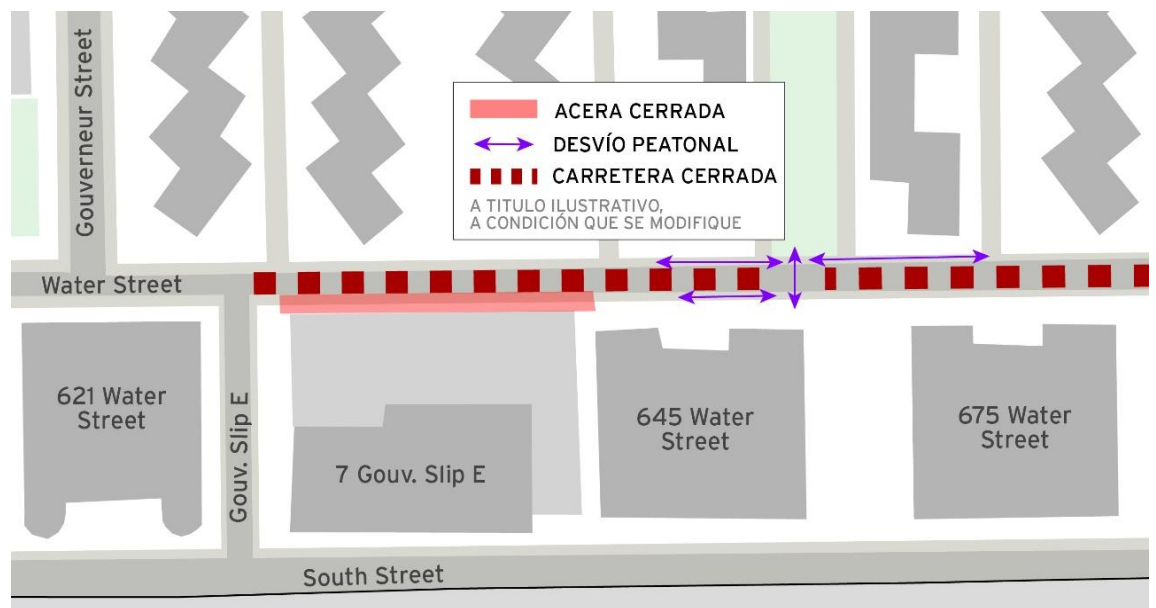 Gouverneur Street
ACERA CERRADA
DESVÍO PEATONAL
CARRETERA CERRADA
A TITULO ILUSTRATIVO,
A CONDICIÓN QUE SE MODIFIQUE
Water Street
621 Water
Street
Gouv. Slip E
7 Gouv. Slip E
645 Water
Street
675 Water
Street
South Street